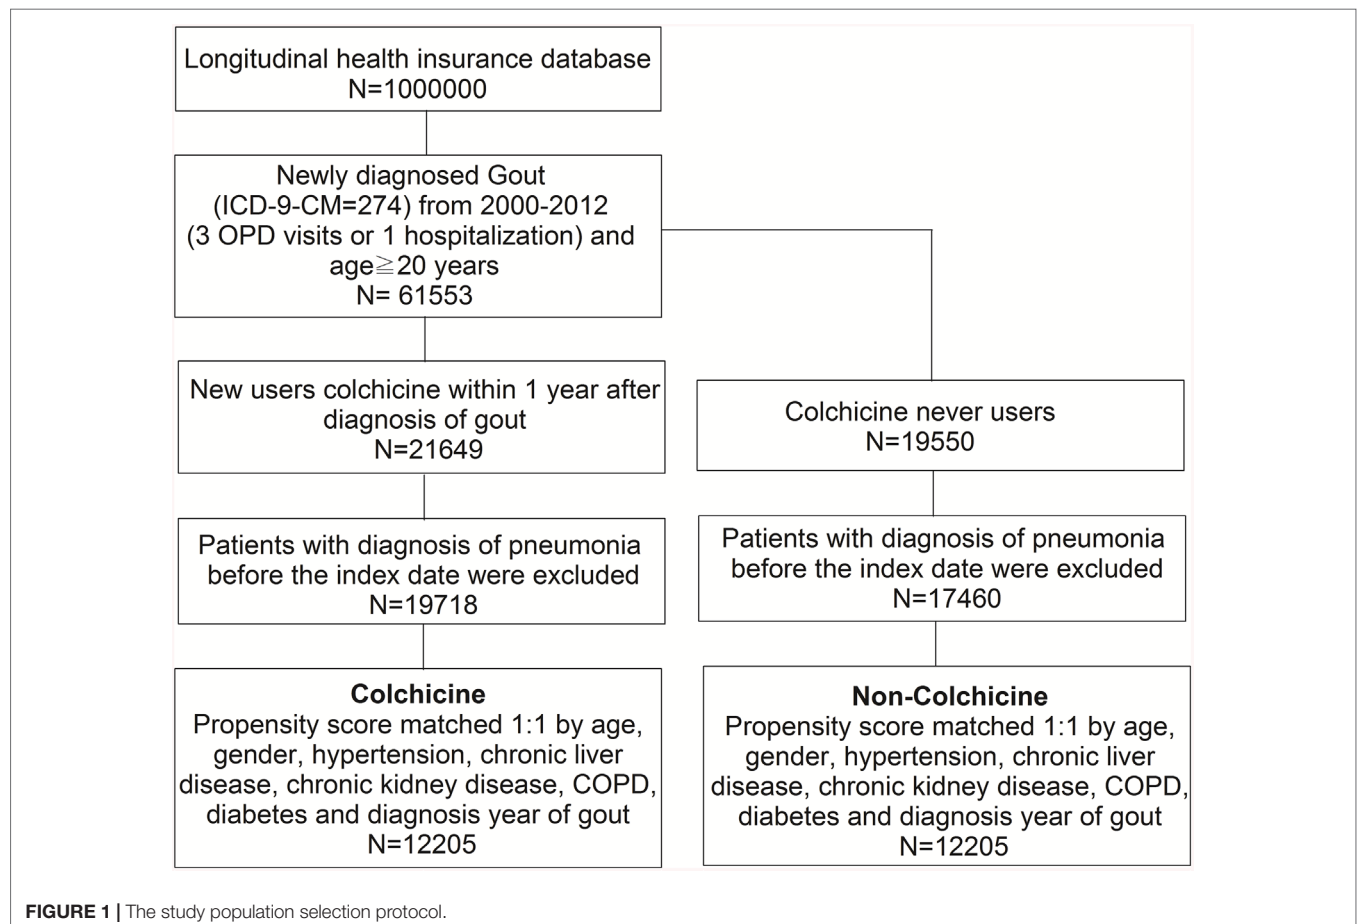 Longitudinal health insurance database
N=1000000
Newly diagnosed Gout
(ICD-9-CM=274) from 2000-2012
(3 OPD visits or 1 hospitalization) and
age≧20 years
N= 61553
New users colchicine within 1 year after
diagnosis of gout
N=21649
Colchicine never users
N=19550
Patients with diagnosis of pneumonia
before the index date were excluded
N=19718
Patients with diagnosis of pneumonia
before the index date were excluded
N=17460
Colchicine
Propensity score matched 1:1 by age,
gender, hypertension, chronic liver
disease, chronic kidney disease, COPD,
diabetes and diagnosis year of gout
N=12205
Non-Colchicine
Propensity score matched 1:1 by age,
gender, hypertension, chronic liver
disease, chronic kidney disease, COPD,
diabetes and diagnosis year of gout
N=12205
FIGURE 1 | The study population selection protocol.